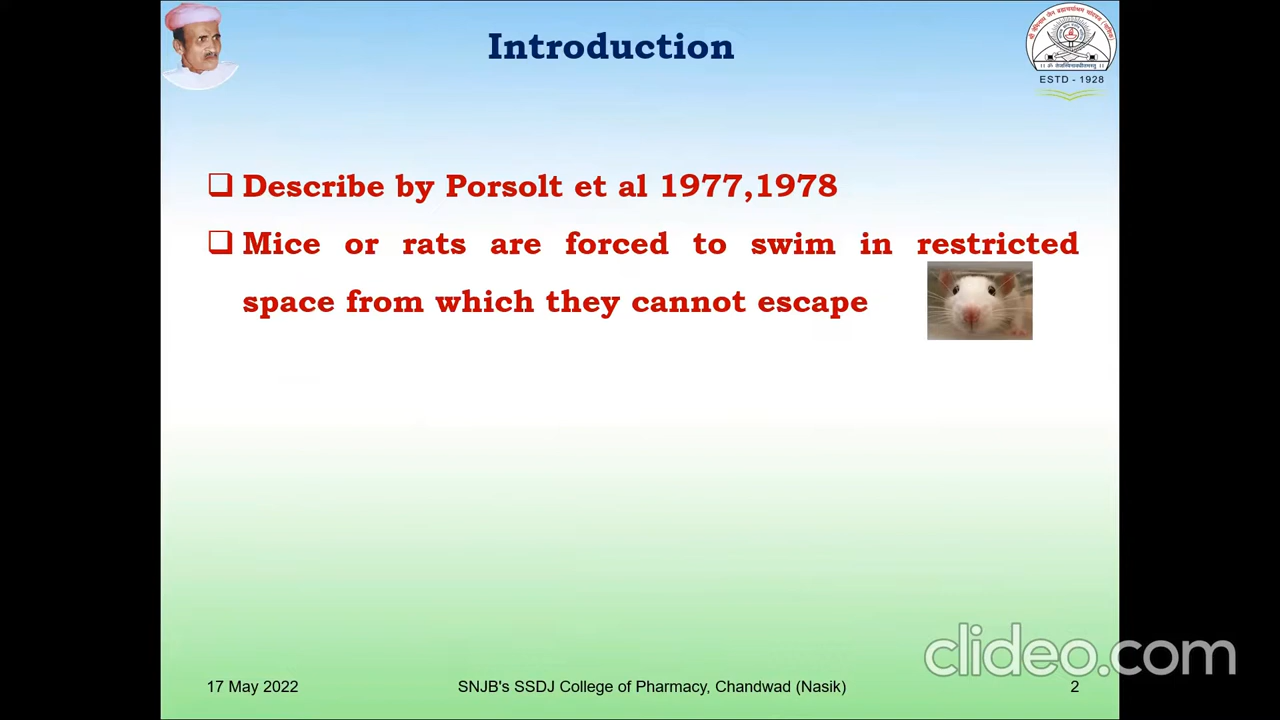 Introduction
ESTD - 1928
Describe by Porsolt et al 1977,1978
Mice or rats are forced to swim in restricted
space from which they cannot escape
clideo.com
17 May 2022
SNJB's SSDJ College of Pharmacy, Chandwad (Nasik)
2